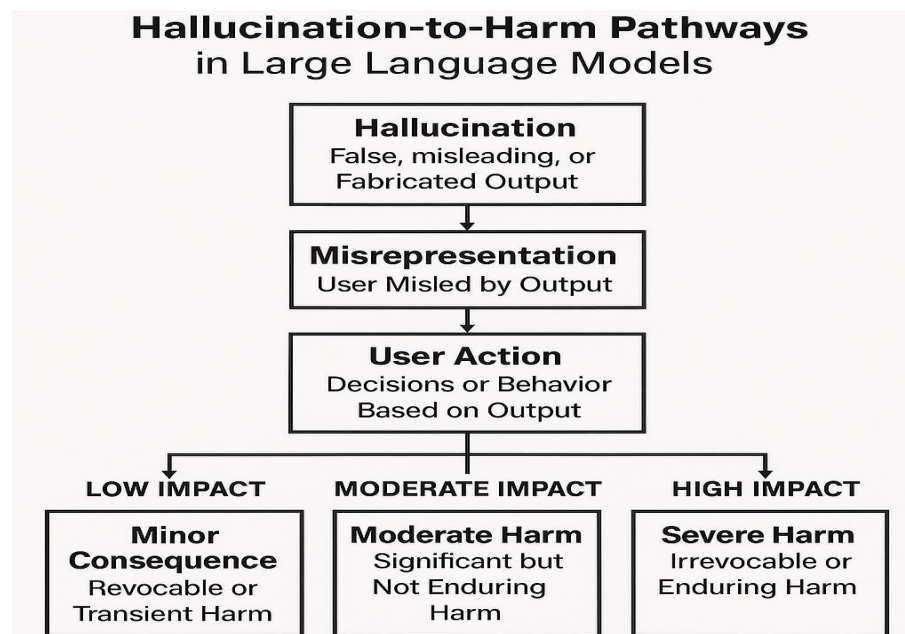 Hallucination-to-Harm Pathways
in Large Language Models
Hallucination
False, misleading, or
Fabricated Output
Misrepresentation
User Misled by Output
User Action
Decisions or Behavior
Based on Output
LOW IMPACT
Minor
Consequence
Revocable or
Transient Harm
MODERATE IMPACT
Moderate Harm
Significant but
Not Enduring
Harm
HIGH IMPACT
Severe Harm
Irrevocable or
Enduring Harm